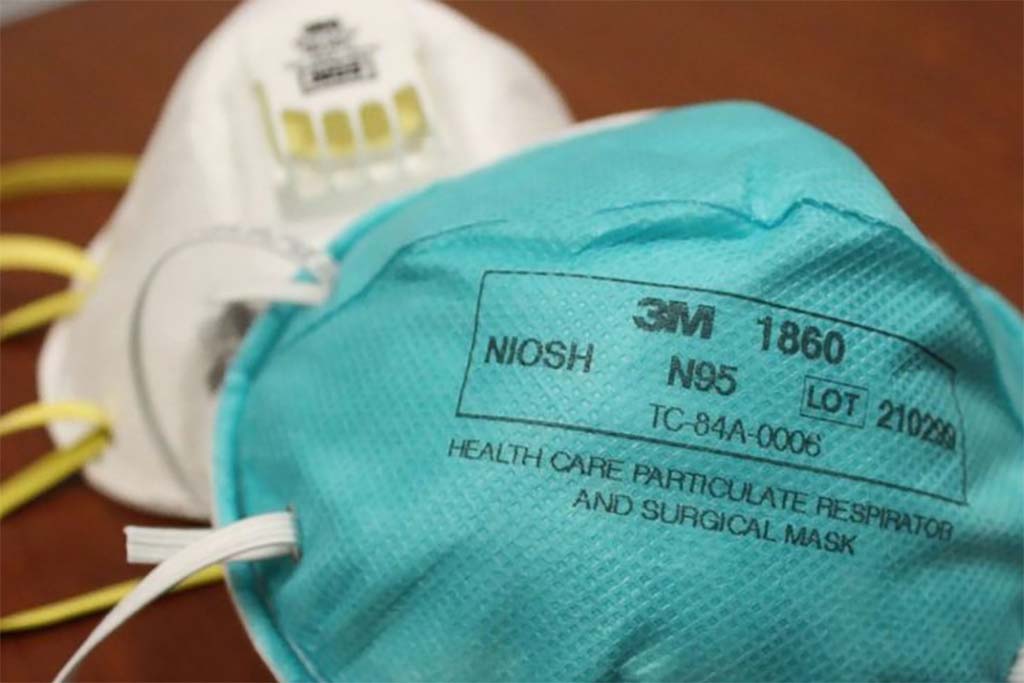 3M 1860
NIOSH N95 LOT 210299
TC-84A-0006
HEALTH CARE PARTICULATE RESPIRATOR
AND SURGICAL MASK